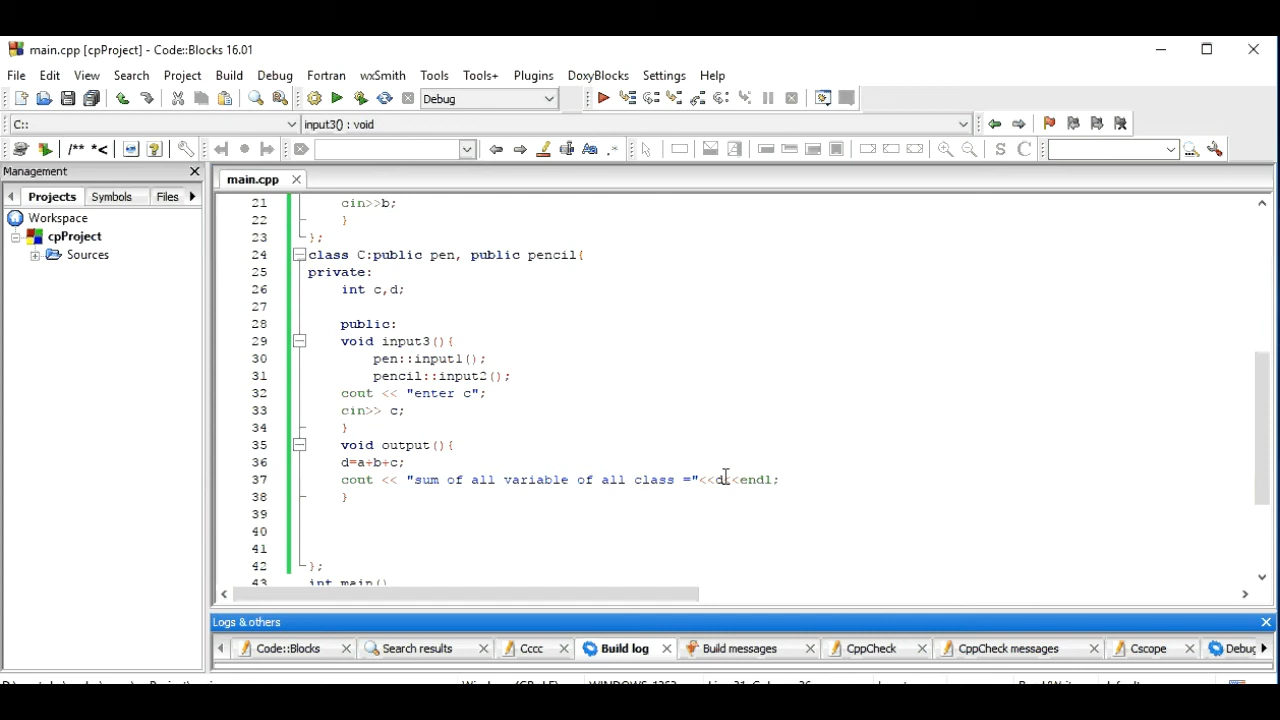 main.cpp [cpProject] - Code::Blocks 16.01
File Edit View Search Project Build Debug Fortran wxSmith Tools Tools+ Plugins DoxyBlocks Settings Help
Debug
C:: input3() : void
/** *<
Management
main.cpp
Projects Symbols Files
Workspace
cpProject
Sources
21 cin>>b;
22 }
23 };
24 class C:public pen, public pencil{
25 private:
26 int c,d;
27
28 public:
29 void input3(){
30 pen::input1();
31 pencil::input2();
32 cout << "enter c";
33 cin>> c;
34 }
35 void output(){
36 d=a+b+c;
37 cout << "sum of all variable of all class ="<<d<<endl;
38 }
39
40
41
42 };
43 int main()
Logs & others
Code::Blocks Search results Cccc Build log Build messages CppCheck CppCheck messages Cscope Debug